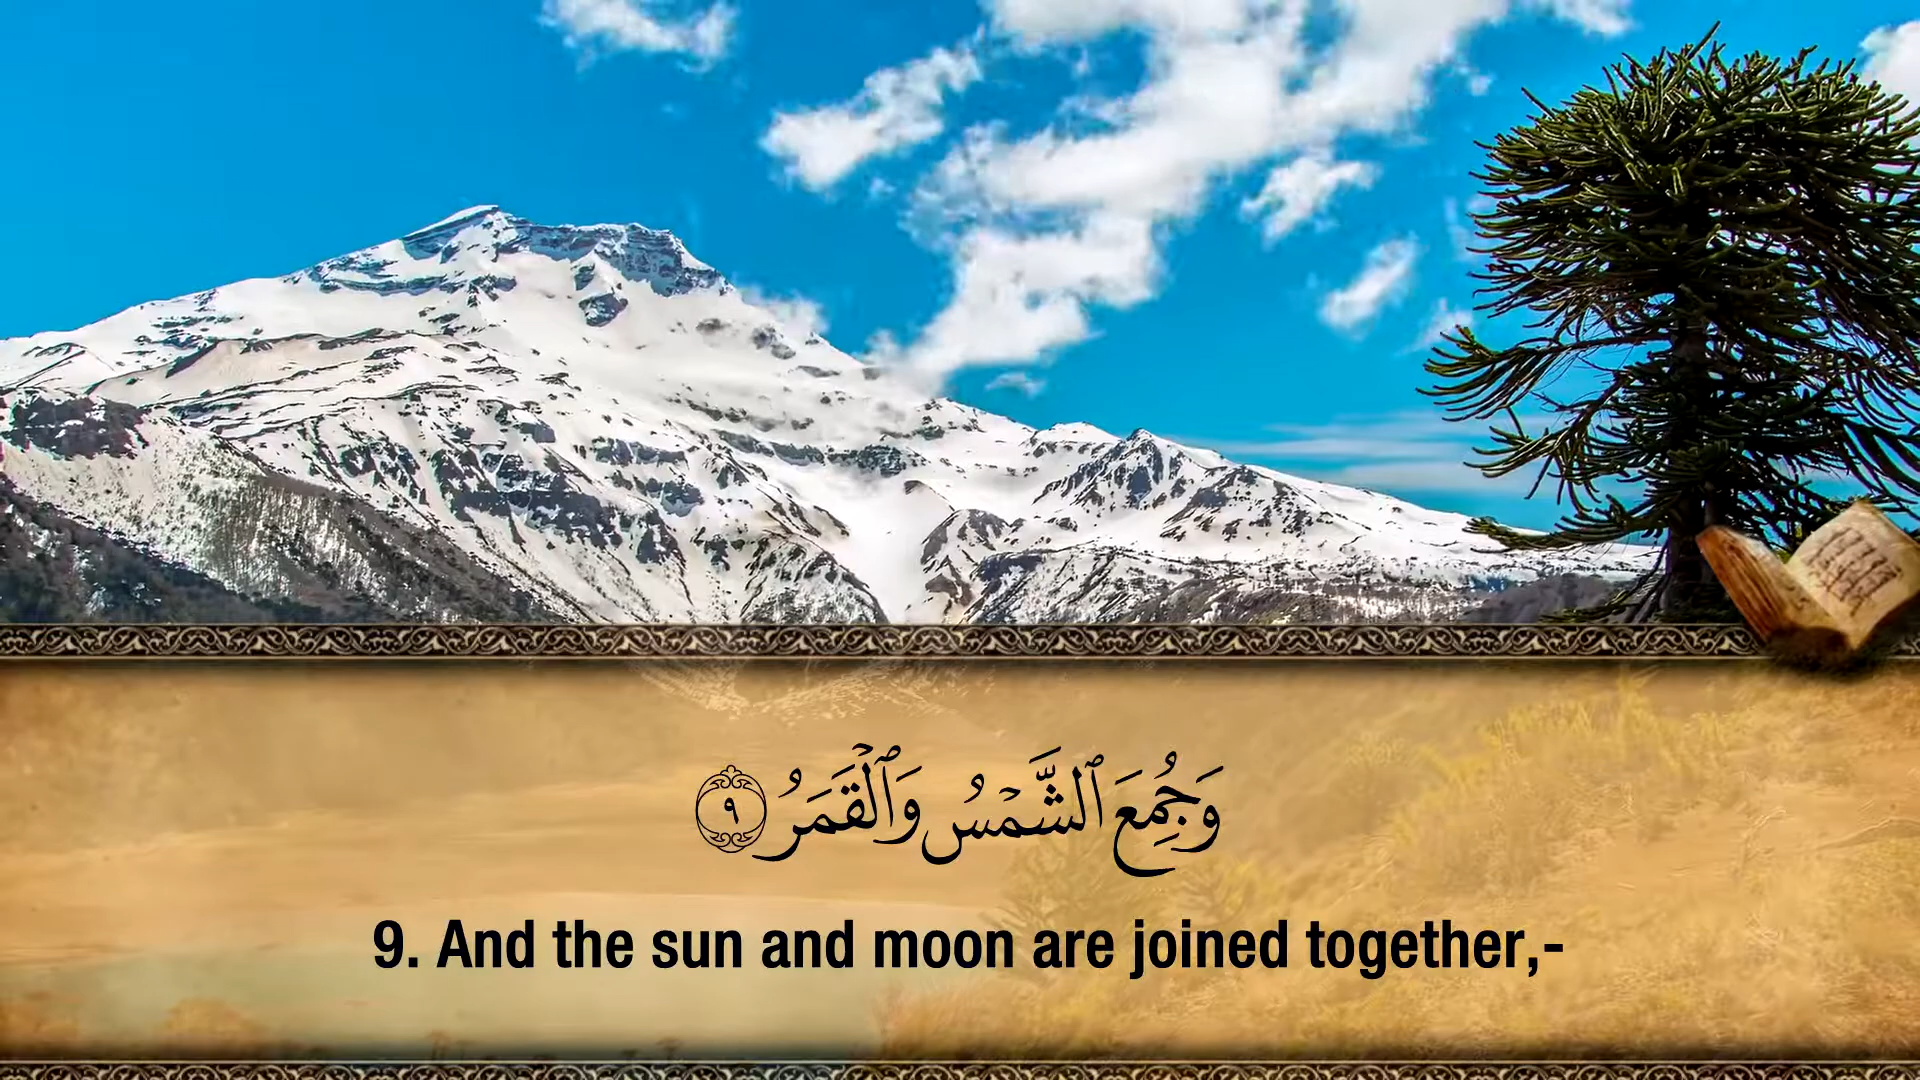 وَجُمِعَ ٱلشَّمۡسُ وَٱلۡقَمَرُ ٩
9. And the sun and moon are joined together,-